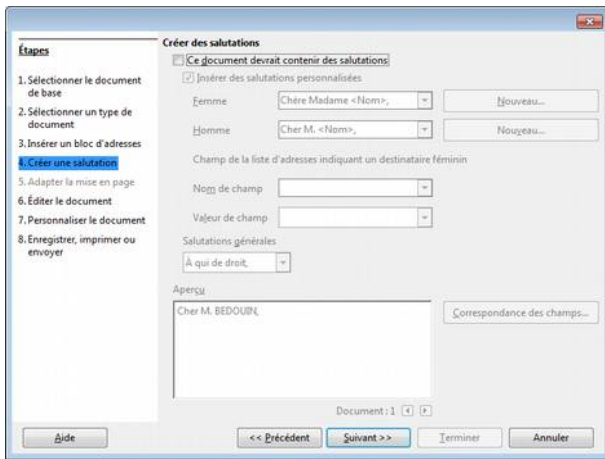 Étapes
1. Sélectionner le document
de base
2. Sélectionner un type de
document
3. Insérer un bloc d'adresses
4. Créer une salutation
5. Adapter la mise en page
6. Éditer le document
7. Personnaliser le document
8. Enregistrer, imprimer ou
envoyer
Créer des salutations
Ce document devrait contenir des salutations
Insérer des salutations personnalisées
Femme Chère Madame <Nom>, Nouveau...
Homme Cher M. <Nom>, Nouveau...
Champ de la liste d'adresses indiquant un destinataire féminin
Nom de champ
Valeur de champ
Salutations générales
À qui de droit,
Aperçu
Cher M. BEDOUIN,
Correspondance des champs...
Document : 1
Aide << Précédent Suivant >> Terminer Annuler